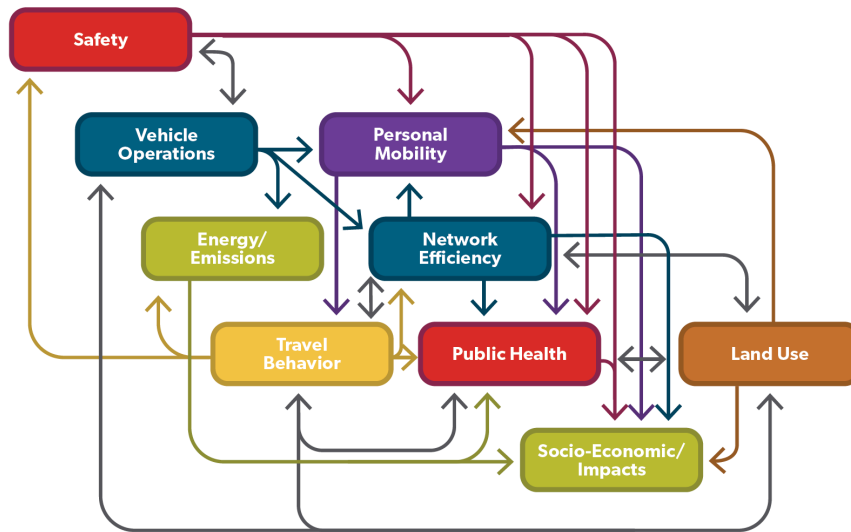 Safety
Vehicle
Operations
Personal
Mobility
Energy/
Emissions
Network
Efficiency
Travel
Behavior
Public Health
Land Use
Socio-Economic/
Impacts